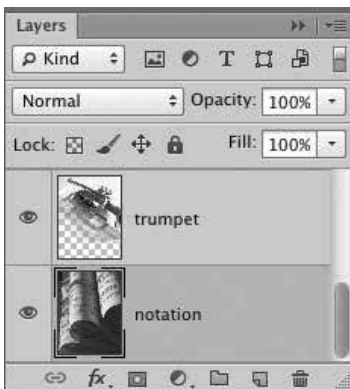 Layers
Kind
Normal Opacity: 100%
Lock: Fill: 100%
trumpet
notation
fx